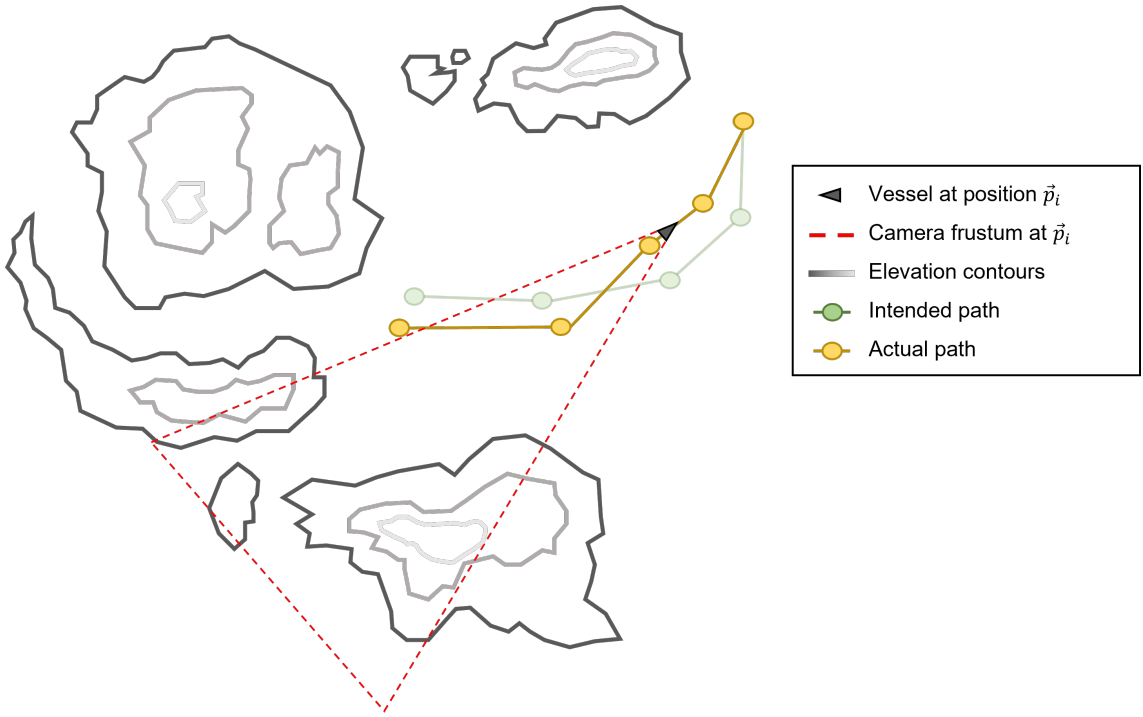 Vessel at position p⃗ᵢ
Camera frustum at p⃗ᵢ
Elevation contours
Intended path
Actual path